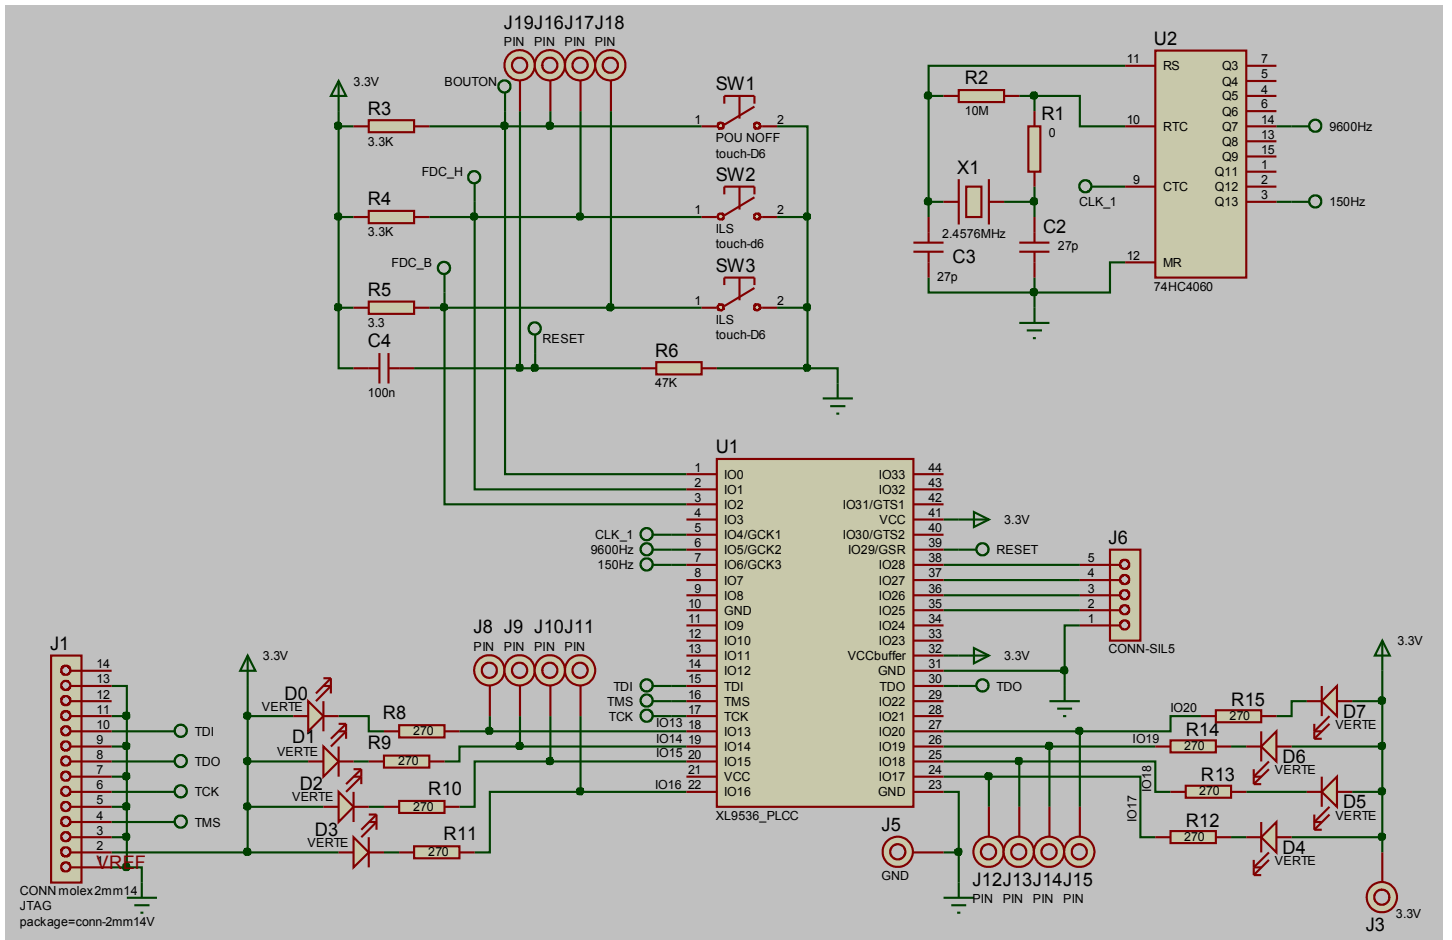 J19 J16 J17 J18
PIN PIN PIN PIN
BOUTON
3.3V
R3
3.3K
SW1
1 2
POU NOFF
touch-D6
FDC_H
R4
3.3K
SW2
1 2
ILS
touch-d6
FDC_B
R5
3.3
SW3
1 2
ILS
touch-D6
C4
100n
RESET
R6
47K
U2
11 RS
10 RTC
9 CTC
12 MR
Q3 7
Q4 5
Q5 4
Q6 6
Q7 14 9600Hz
Q8 13
Q9 15
Q11 1
Q12 2
Q13 3 150Hz
74HC4060
R2
10M
R1
0
X1
2.4576MHz
CLK_1
C2
27p
C3
27p
U1
1 IO0
2 IO1
3 IO2
4 IO3
CLK_1 5 IO4/GCK1
9600Hz 6 IO5/GCK2
150Hz 7 IO6/GCK3
8 IO7
9 IO8
10 GND
11 IO9
12 IO10
13 IO11
14 IO12
TDI 15 TDI
TMS 16 TMS
TCK 17 TCK
IO13 18 IO13
IO14 19 IO14
IO15 20 IO15
21 VCC
IO16 22 IO16
IO33 44
IO32 43
IO31/GTS1 42
VCC 41 3.3V
IO30/GTS2 40
IO29/GSR 39 RESET
IO28 38
IO27 37
IO26 36
IO25 35
IO24 34
IO23 33
VCCbuffer 32 3.3V
GND 31
TDO 30 TDO
IO22 29
IO21 28
IO20 27
IO19 26
IO18 25
IO17 24
GND 23
XL9536_PLCC
J6
5
4
3
2
1
CONN-SIL5
J1
14
13
12
11
10 TDI
9
8 TDO
7
6 TCK
5
4 TMS
3
2
1
VREF
CONN molex2mm14
JTAG
package=conn-2mm14V
3.3V
J8 J9 J10 J11
PIN PIN PIN PIN
D0
VERTE
R8
270
D1
VERTE
R9
270
D2
VERTE
R10
270
D3
VERTE
R11
270
J5
GND
J12 J13 J14 J15
PIN PIN PIN PIN
3.3V
IO20
R15
270
D7
VERTE
IO19
R14
270
D6
VERTE
IO18
R13
270
D5
VERTE
IO17
R12
270
D4
VERTE
J3
3.3V